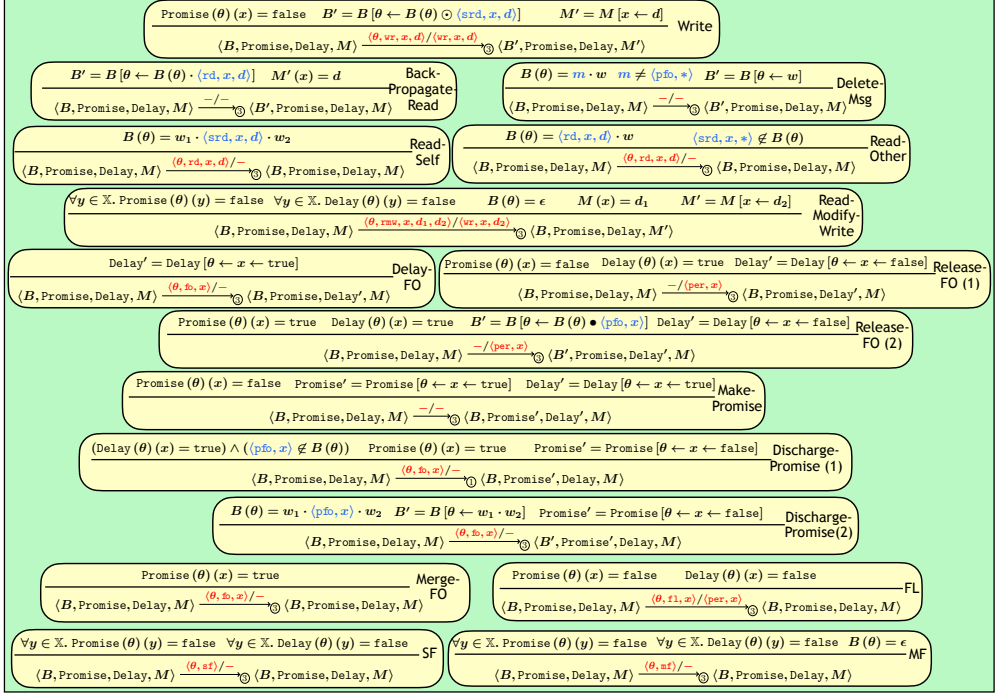 Promise (θ) (x) = false   B′ = B [θ ← B (θ) ⊙ ⟨srd, x, d⟩]   M′ = M [x ← d]
⟨B, Promise, Delay, M⟩ ⟨θ, wr, x, d⟩/⟨wr, x, d⟩→③ ⟨B′, Promise, Delay, M′⟩
Write
B′ = B [θ ← B (θ) · ⟨rd, x, d⟩]   M′ (x) = d
⟨B, Promise, Delay, M⟩ −/−→③ ⟨B′, Promise, Delay, M⟩
Back-
Propagate-
Read
B (θ) = m · w   m ≠ ⟨pfo, ∗⟩   B′ = B [θ ← w]
⟨B, Promise, Delay, M⟩ −/−→③ ⟨B′, Promise, Delay, M⟩
Delete-
Msg
B (θ) = w₁ · ⟨srd, x, d⟩ · w₂
⟨B, Promise, Delay, M⟩ ⟨θ, rd, x, d⟩/−→③ ⟨B, Promise, Delay, M⟩
Read-
Self
B (θ) = ⟨rd, x, d⟩ · w   ⟨srd, x, ∗⟩ ∉ B (θ)
⟨B, Promise, Delay, M⟩ ⟨θ, rd, x, d⟩/−→③ ⟨B, Promise, Delay, M⟩
Read-
Other
∀y ∈ 𝕏. Promise (θ) (y) = false   ∀y ∈ 𝕏. Delay (θ) (y) = false   B (θ) = ϵ   M (x) = d₁   M′ = M [x ← d₂]
⟨B, Promise, Delay, M⟩ ⟨θ, rmw, x, d₁, d₂⟩/⟨wr, x, d₂⟩→③ ⟨B, Promise, Delay, M′⟩
Read-
Modify-
Write
Delay′ = Delay [θ ← x ← true]
⟨B, Promise, Delay, M⟩ ⟨θ, fo, x⟩/−→③ ⟨B, Promise, Delay′, M⟩
Delay-
FO
Promise (θ) (x) = false   Delay (θ) (x) = true   Delay′ = Delay [θ ← x ← false]
⟨B, Promise, Delay, M⟩ −/⟨per, x⟩→③ ⟨B, Promise, Delay′, M⟩
Release-
FO (1)
Promise (θ) (x) = true   Delay (θ) (x) = true   B′ = B [θ ← B (θ) • ⟨pfo, x⟩]   Delay′ = Delay [θ ← x ← false]
⟨B, Promise, Delay, M⟩ −/⟨per, x⟩→③ ⟨B′, Promise, Delay′, M⟩
Release-
FO (2)
Promise (θ) (x) = false   Promise′ = Promise [θ ← x ← true]   Delay′ = Delay [θ ← x ← true]
⟨B, Promise, Delay, M⟩ −/−→③ ⟨B, Promise′, Delay′, M⟩
Make-
Promise
(Delay (θ) (x) = true) ∧ (⟨pfo, x⟩ ∉ B (θ))   Promise (θ) (x) = true   Promise′ = Promise [θ ← x ← false]
⟨B, Promise, Delay, M⟩ ⟨θ, fo, x⟩/−→① ⟨B, Promise′, Delay, M⟩
Discharge-
Promise (1)
B (θ) = w₁ · ⟨pfo, x⟩ · w₂   B′ = B [θ ← w₁ · w₂]   Promise′ = Promise [θ ← x ← false]
⟨B, Promise, Delay, M⟩ ⟨θ, fo, x⟩/−→③ ⟨B′, Promise′, Delay, M⟩
Discharge-
Promise(2)
Promise (θ) (x) = true
⟨B, Promise, Delay, M⟩ ⟨θ, fo, x⟩/−→③ ⟨B, Promise, Delay, M⟩
Merge-
FO
Promise (θ) (x) = false   Delay (θ) (x) = false
⟨B, Promise, Delay, M⟩ ⟨θ, fl, x⟩/⟨per, x⟩→③ ⟨B, Promise, Delay, M⟩
FL
∀y ∈ 𝕏. Promise (θ) (y) = false   ∀y ∈ 𝕏. Delay (θ) (y) = false
⟨B, Promise, Delay, M⟩ ⟨θ, sf⟩/−→③ ⟨B, Promise, Delay, M⟩
SF
∀y ∈ 𝕏. Promise (θ) (y) = false   ∀y ∈ 𝕏. Delay (θ) (y) = false   B (θ) = ϵ
⟨B, Promise, Delay, M⟩ ⟨θ, mf⟩/−→③ ⟨B, Promise, Delay, M⟩
MF